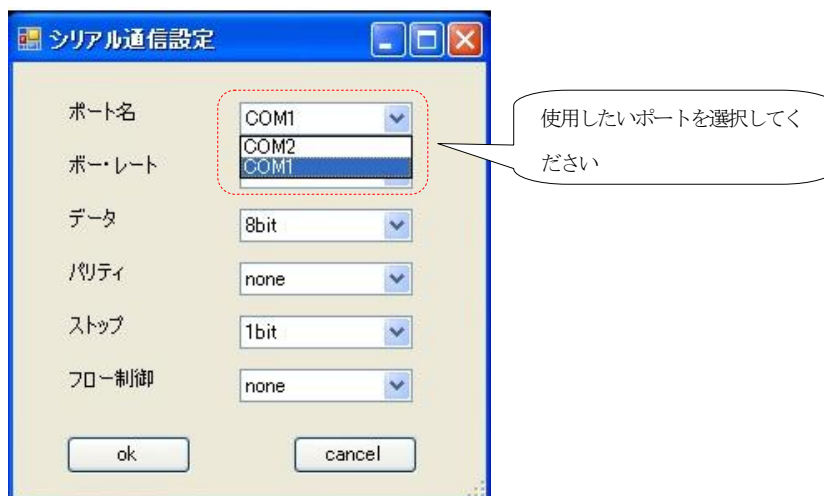 シリアル通信設定
ポート名
COM1
COM2
COM1
使用したいポートを選択してく
ださい
ボー・レート
データ
8bit
パリティ
none
ストップ
1bit
フロー制御
none
ok
cancel